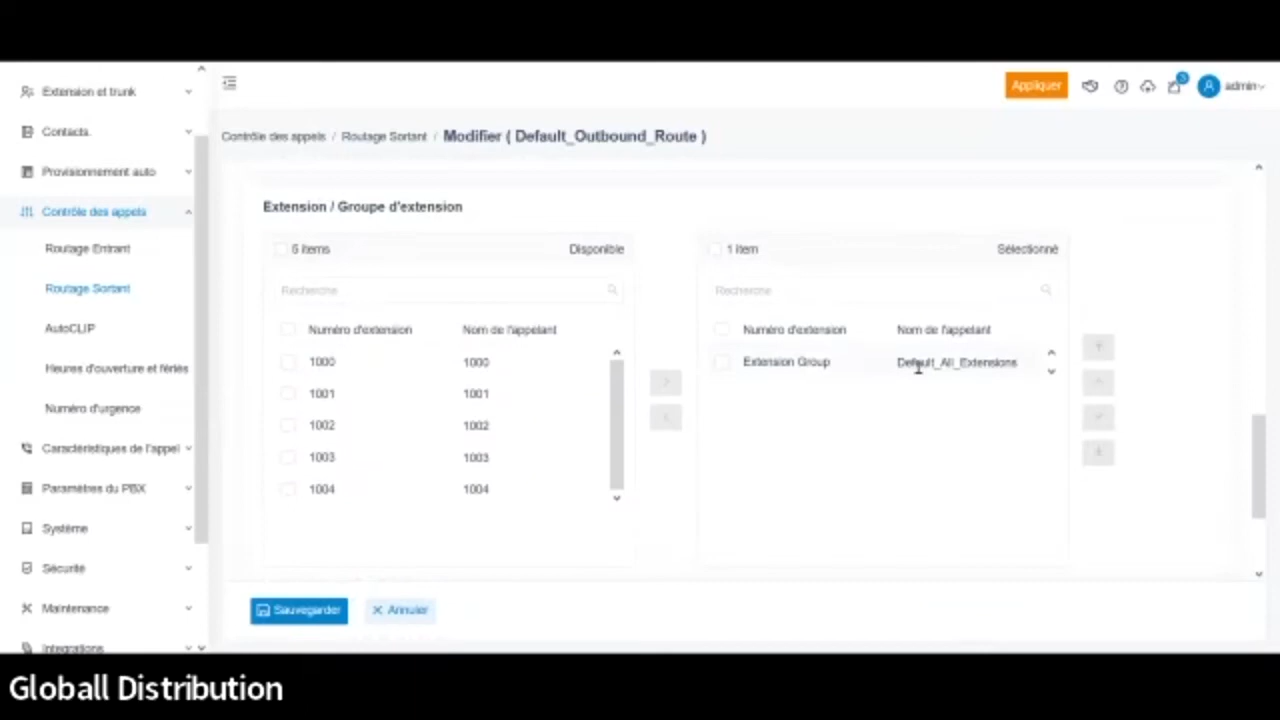 Extension et trunk
Contacts
Provisionnement auto
Contrôle des appels
Routage Entrant
Routage Sortant
AutoCLIP
Heures d'ouverture et fériés
Numéro d'urgence
Caractéristiques de l'appel
Paramètres du PBX
Système
Sécurité
Maintenance
Integrations
Appliquer
admin
Contrôle des appels / Routage Sortant / Modifier ( Default_Outbound_Route )
Extension / Groupe d'extension
items Disponible
Recherche
Numéro d'extension Nom de l'appelant
1000 1000
1001 1001
1002 1002
1003 1003
1004 1004
1 item Sélectionné
Recherche
Numéro d'extension Nom de l'appelant
Extension Group Default_All_Extensions
Sauvegarder
Annuler
Globall Distribution